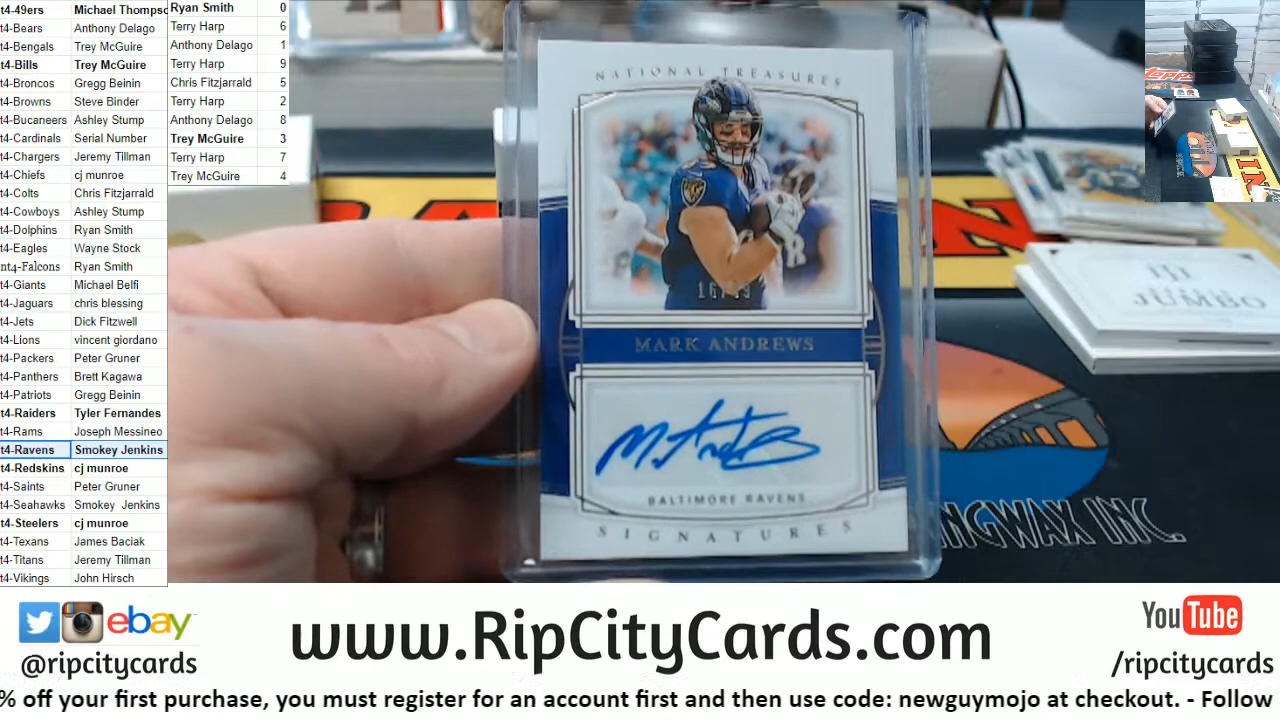 t4-49ers Michael Thompsc
t4-Bears Anthony Delago
t4-Bengals Trey McGuire
t4-Bills Trey McGuire
t4-Broncos Gregg Beinin
t4-Browns Steve Binder
t4-Bucaneers Ashley Stump
t4-Cardinals Serial Number
t4-Chargers Jeremy Tillman
t4-Chiefs cj munroe
t4-Colts Chris Fitzjarrald
t4-Cowboys Ashley Stump
t4-Dolphins Ryan Smith
t4-Eagles Wayne Stock
nt4-Falcons Ryan Smith
t4-Giants Michael Belfi
t4-Jaguars chris blessing
t4-Jets Dick Fitzwell
t4-Lions vincent giordano
t4-Packers Peter Gruner
t4-Panthers Brett Kagawa
t4-Patriots Gregg Beinin
t4-Raiders Tyler Fernandes
t4-Rams Joseph Messineo
t4-Ravens Smokey Jenkins
t4-Redskins cj munroe
t4-Saints Peter Gruner
t4-Seahawks Smokey Jenkins
t4-Steelers cj munroe
t4-Texans James Baciak
t4-Titans Jeremy Tillman
t4-Vikings John Hirsch
Ryan Smith 0
Terry Harp 6
Anthony Delago 1
Terry Harp 9
Chris Fitzjarrald 5
Terry Harp 2
Anthony Delago 8
Trey McGuire 3
Terry Harp 7
Trey McGuire 4
NATIONAL TREASURES
MARK ANDREWS
BALTIMORE RAVENS
SIGNATURES
JUMBO
NGWAX INC.
ebay
@ripcitycards
www.RipCityCards.com
YouTube
/ripcitycards
% off your first purchase, you must register for an account first and then use code: newguymojo at checkout. - Follow